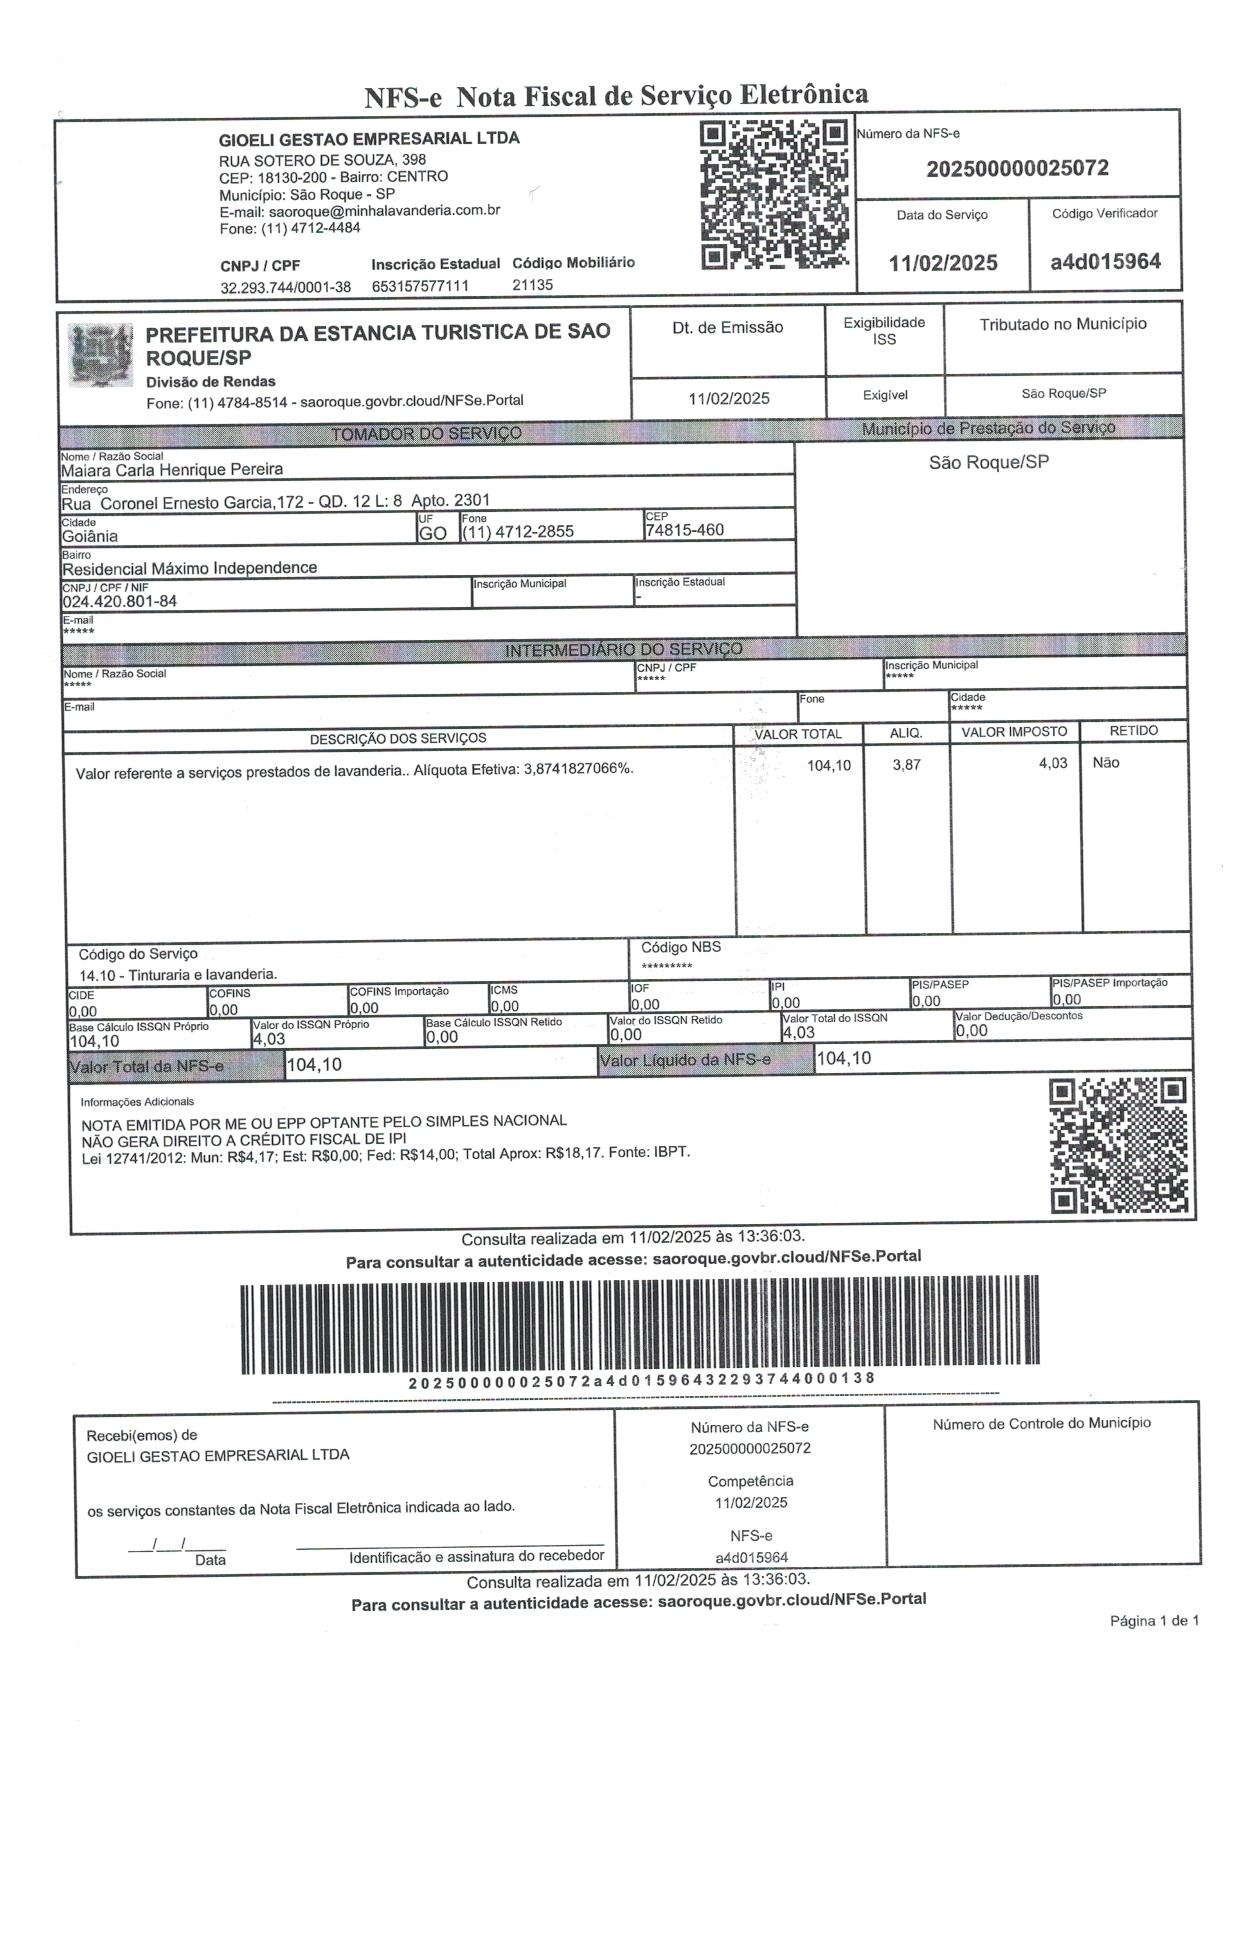 NFS-e Nota Fiscal de Serviço Eletrônica
GIOELI GESTAO EMPRESARIAL LTDA
RUA SOTERO DE SOUZA, 398
CEP: 18130-200 - Bairro: CENTRO
Município: São Roque - SP
E-mail: saoroque@minhalavanderia.com.br
Fone: (11) 4712-4484
CNPJ / CPF Inscrição Estadual Código Mobiliário
32.293.744/0001-38 653157577111 21135
Número da NFS-e
202500000025072
Data do Serviço Código Verificador
11/02/2025 a4d015964
PREFEITURA DA ESTANCIA TURISTICA DE SAO
ROQUE/SP
Divisão de Rendas
Fone: (11) 4784-8514 - saoroque.govbr.cloud/NFSe.Portal
Dt. de Emissão Exigibilidade
ISS Tributado no Município
11/02/2025 Exigível São Roque/SP
TOMADOR DO SERVIÇO Município de Prestação do Serviço
Nome / Razão Social
Maiara Carla Henrique Pereira
São Roque/SP
Endereço
Rua Coronel Ernesto Garcia,172 - QD. 12 L: 8 Apto. 2301
Cidade UF Fone CEP
Goiânia GO (11) 4712-2855 74815-460
Bairro
Residencial Máximo Independence
CNPJ / CPF / NIF Inscrição Municipal Inscrição Estadual
024.420.801-84 -
E-mail
*****
INTERMEDIÁRIO DO SERVIÇO
Nome / Razão Social CNPJ / CPF Inscrição Municipal
***** ***** *****
E-mail Fone Cidade
*****
DESCRIÇÃO DOS SERVIÇOS VALOR TOTAL ALIQ. VALOR IMPOSTO RETIDO
Valor referente a serviços prestados de lavanderia.. Alíquota Efetiva: 3,8741827066%. 104,10 3,87 4,03 Não
Código do Serviço Código NBS
14.10 - Tinturaria e lavanderia. *********
CIDE COFINS COFINS Importação ICMS IOF IPI PIS/PASEP PIS/PASEP Importação
0,00 0,00 0,00 0,00 0,00 0,00 0,00 0,00
Base Cálculo ISSQN Próprio Valor do ISSQN Próprio Base Cálculo ISSQN Retido Valor do ISSQN Retido Valor Total do ISSQN Valor Dedução/Descontos
104,10 4,03 0,00 0,00 4,03 0,00
Valor Total da NFS-e 104,10 Valor Líquido da NFS-e 104,10
Informações Adicionais
NOTA EMITIDA POR ME OU EPP OPTANTE PELO SIMPLES NACIONAL
NÃO GERA DIREITO A CRÉDITO FISCAL DE IPI
Lei 12741/2012: Mun: R$4,17; Est: R$0,00; Fed: R$14,00; Total Aprox: R$18,17. Fonte: IBPT.
Consulta realizada em 11/02/2025 às 13:36:03.
Para consultar a autenticidade acesse: saoroque.govbr.cloud/NFSe.Portal
202500000025072a4d01596432293744000138
Recebi(emos) de
GIOELI GESTAO EMPRESARIAL LTDA
os serviços constantes da Nota Fiscal Eletrônica indicada ao lado.
___/___/_____
Data Identificação e assinatura do recebedor
Número da NFS-e
202500000025072
Competência
11/02/2025
NFS-e
a4d015964
Número de Controle do Município
Consulta realizada em 11/02/2025 às 13:36:03.
Para consultar a autenticidade acesse: saoroque.govbr.cloud/NFSe.Portal
Página 1 de 1